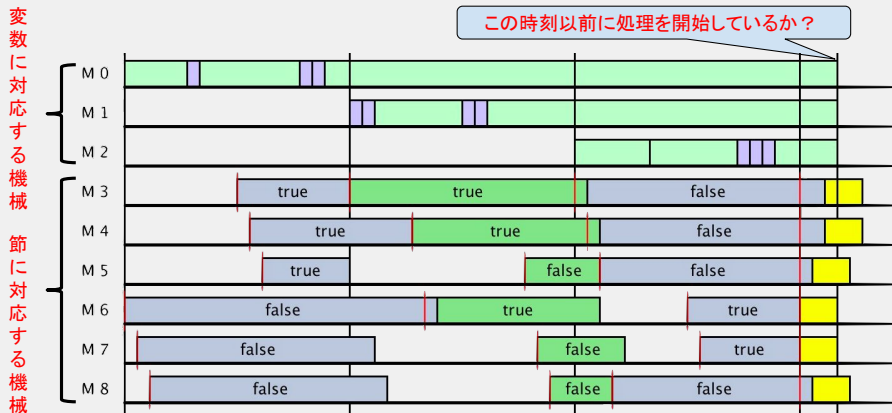 この時刻以前に処理を開始しているか？
変数に対応する機械
M 0
M 1
M 2
節に対応する機械
M 3 true true false
M 4 true true false
M 5 true false false
M 6 false true true
M 7 false false true
M 8 false false false